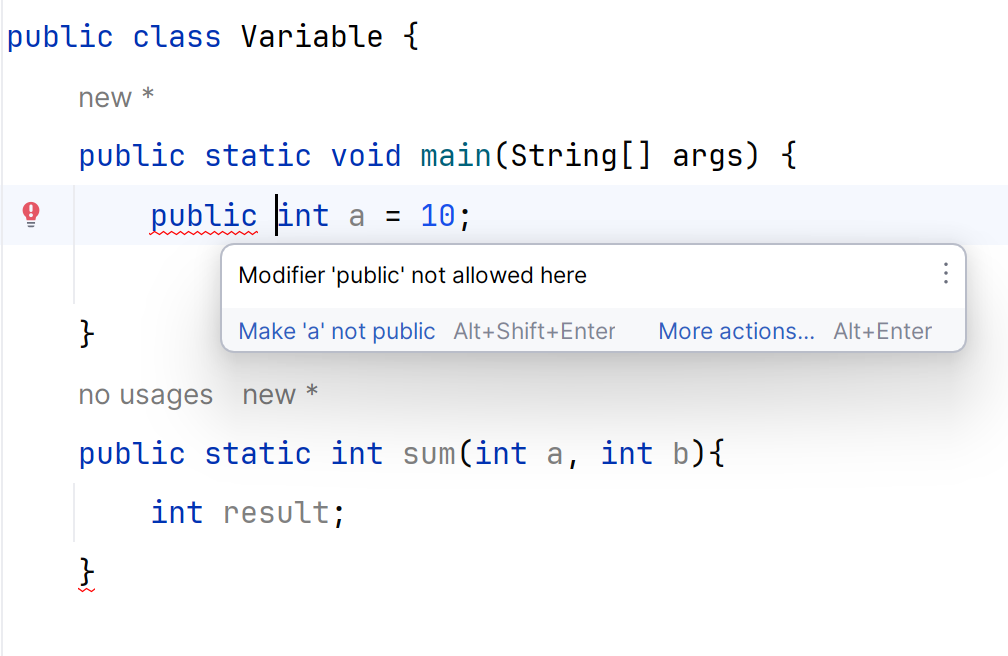 public class Variable {
new *
public static void main(String[] args) {
public int a = 10;
Modifier 'public' not allowed here
Make 'a' not public Alt+Shift+Enter More actions... Alt+Enter
}
no usages new *
public static int sum(int a, int b){
int result;
}